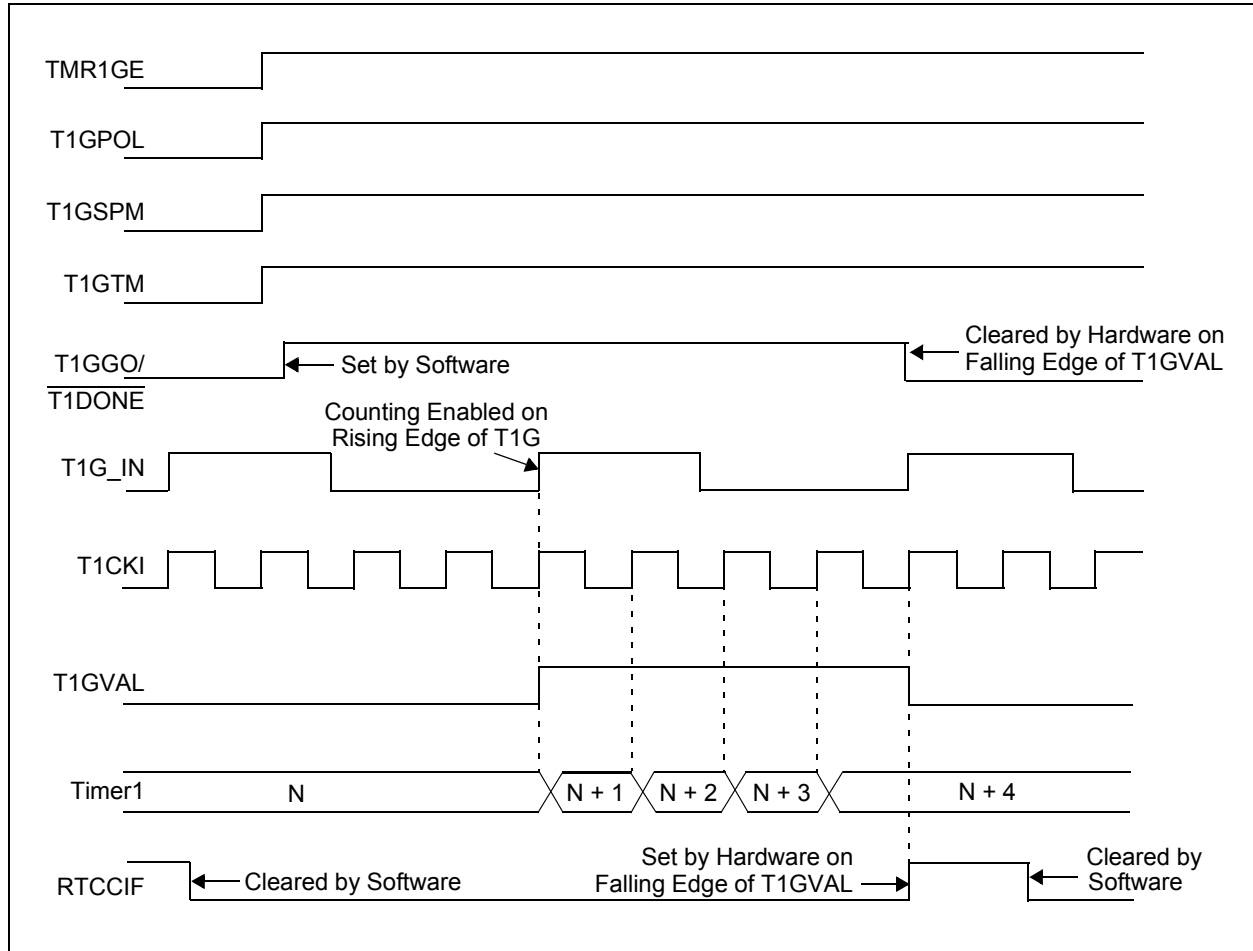 TMR1GE
T1GPOL
T1GSPM
T1GTM
T1GGO/
T1DONE
Set by Software
Cleared by Hardware on
Falling Edge of T1GVAL
Counting Enabled on
Rising Edge of T1G
T1G_IN
T1CKI
T1GVAL
Timer1
N
N + 1
N + 2
N + 3
N + 4
RTCCIF
Cleared by Software
Set by Hardware on
Falling Edge of T1GVAL
Cleared by
Software